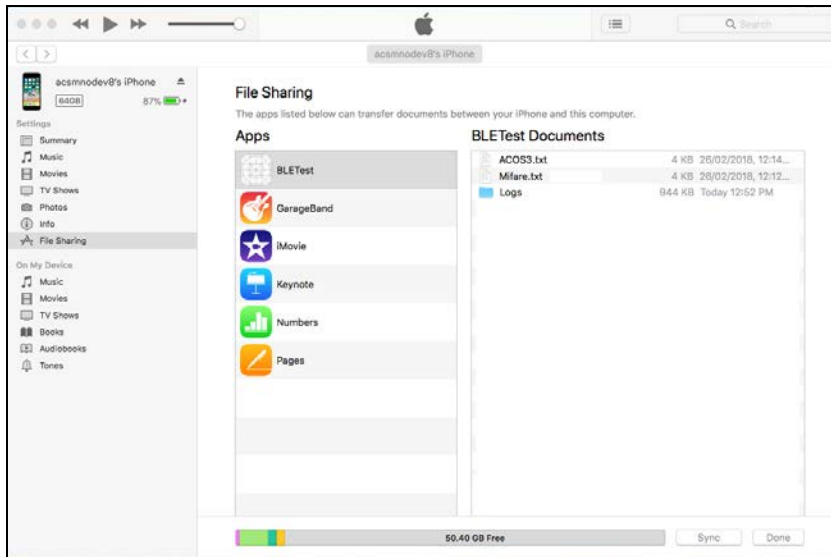 Search
acsmnodev8's iPhone
acsmnodev8's iPhone
64GB 87%
Settings
Summary
Music
Movies
TV Shows
Photos
Info
File Sharing
On My Device
Music
Movies
TV Shows
Books
Audiobooks
Tones
File Sharing
The apps listed below can transfer documents between your iPhone and this computer.
Apps
BLETest
GarageBand
iMovie
Keynote
Numbers
Pages
BLETest Documents
ACOS3.txt 4 KB 26/02/2018, 12:14...
Mifare.txt 4 KB 26/02/2018, 12:12...
Logs 944 KB Today 12:52 PM
50.40 GB Free
Sync Done